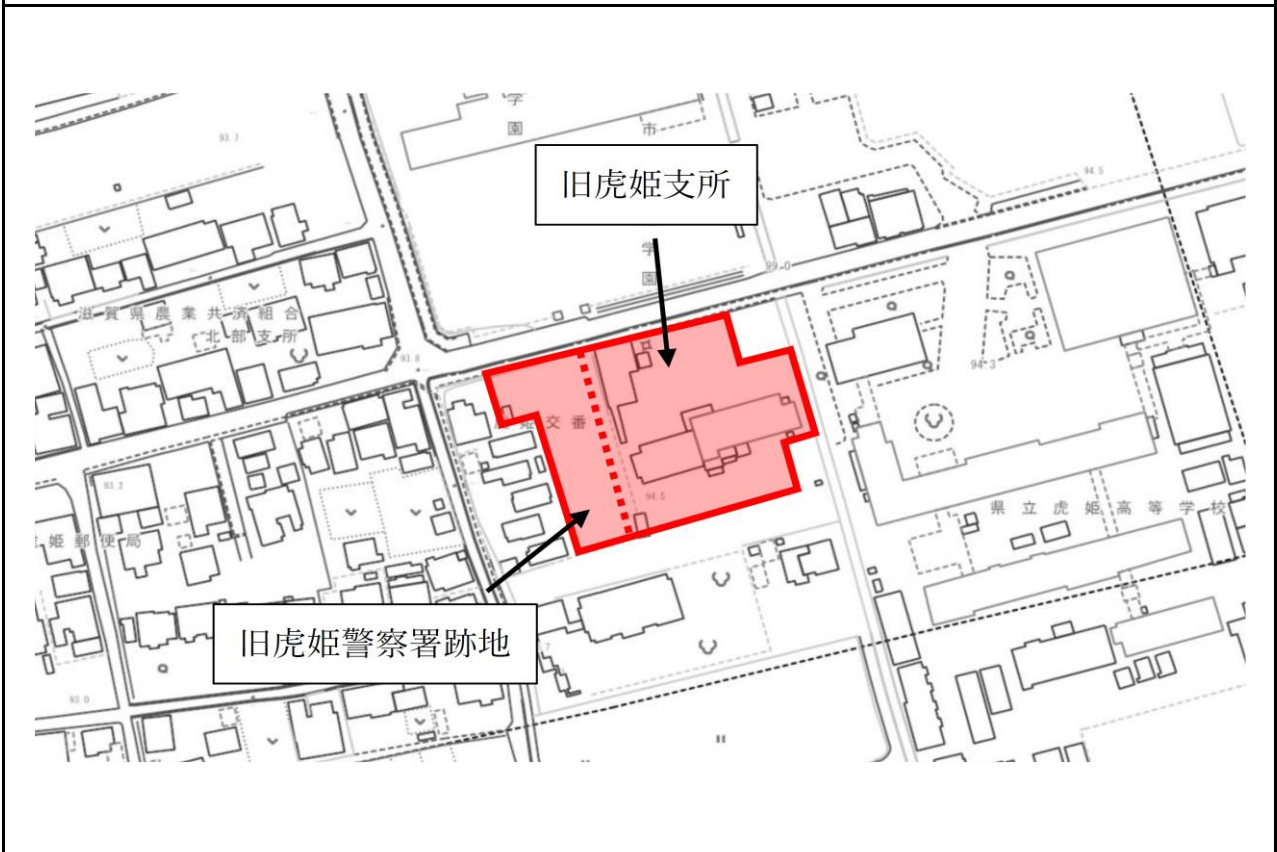 学
園
市
93.7
旧虎姫支所
94.5
学
園
99.0
滋賀県農業共済組合
北部支所
93.8
94.3
姫交番
93.2
94.5
県立虎姫高等学校
姫郵便局
旧虎姫警察署跡地
93.0